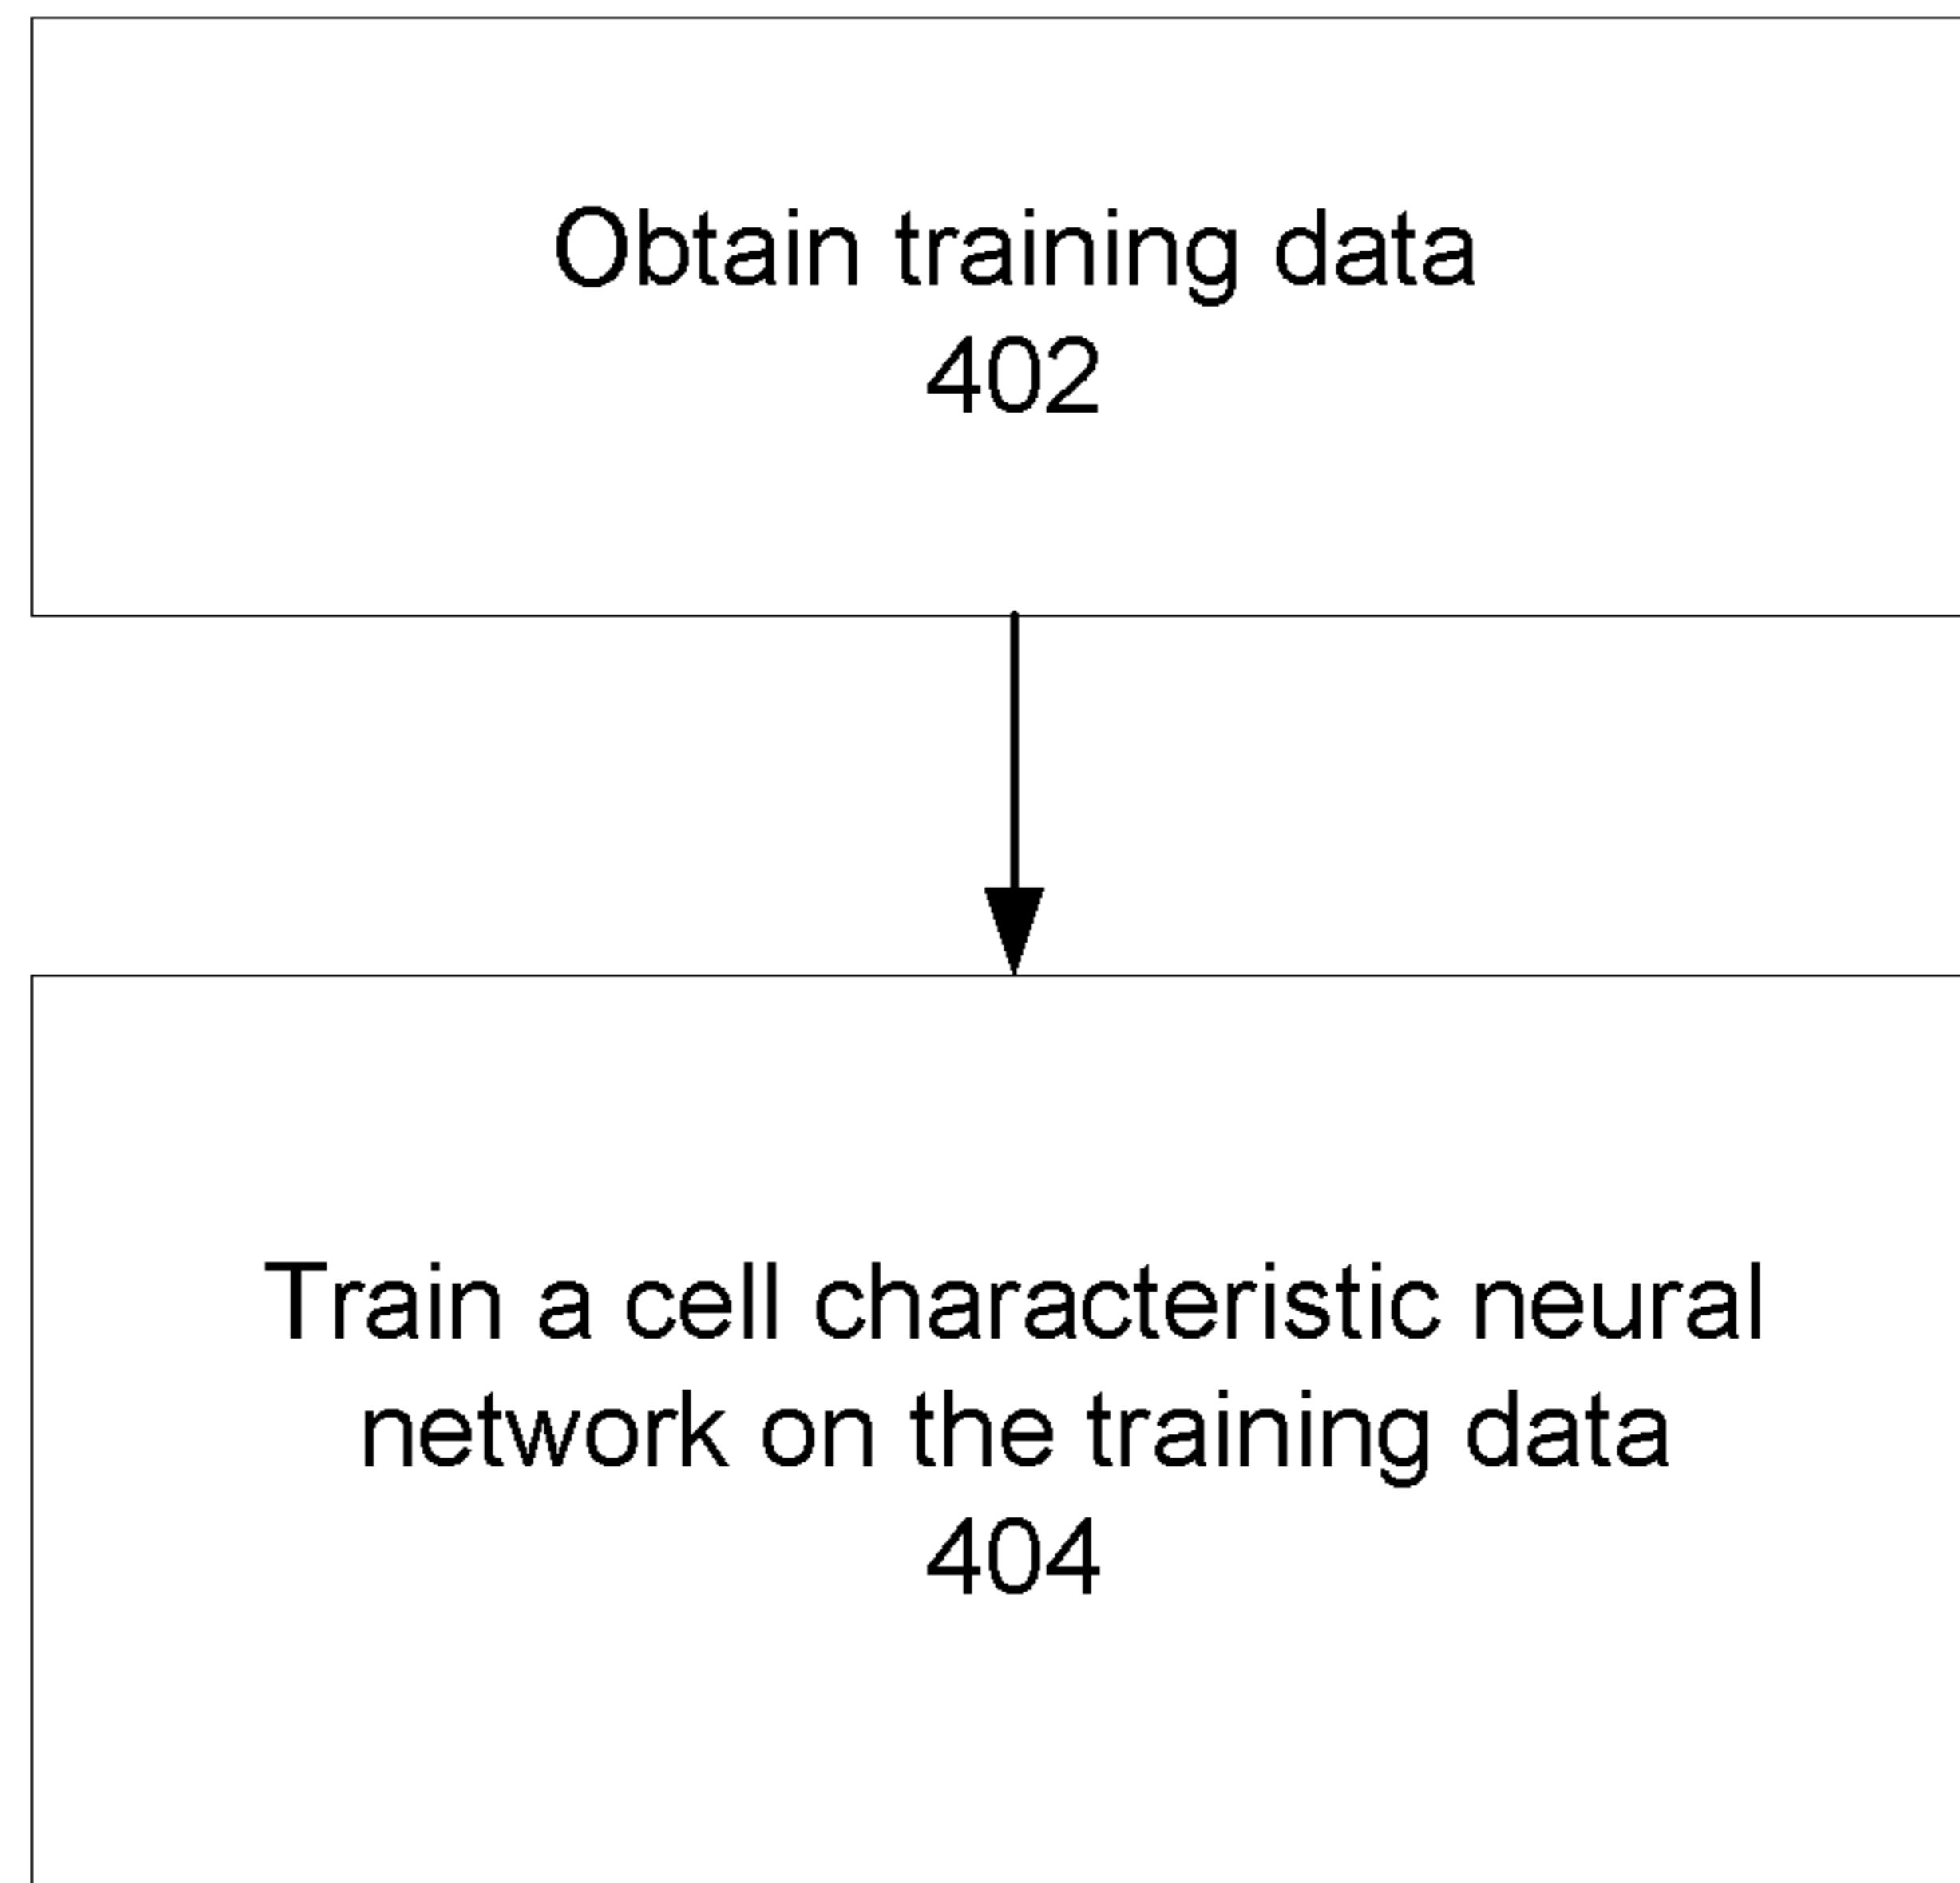 Obtain training data
402
Train a cell characteristic neural
network on the training data
404